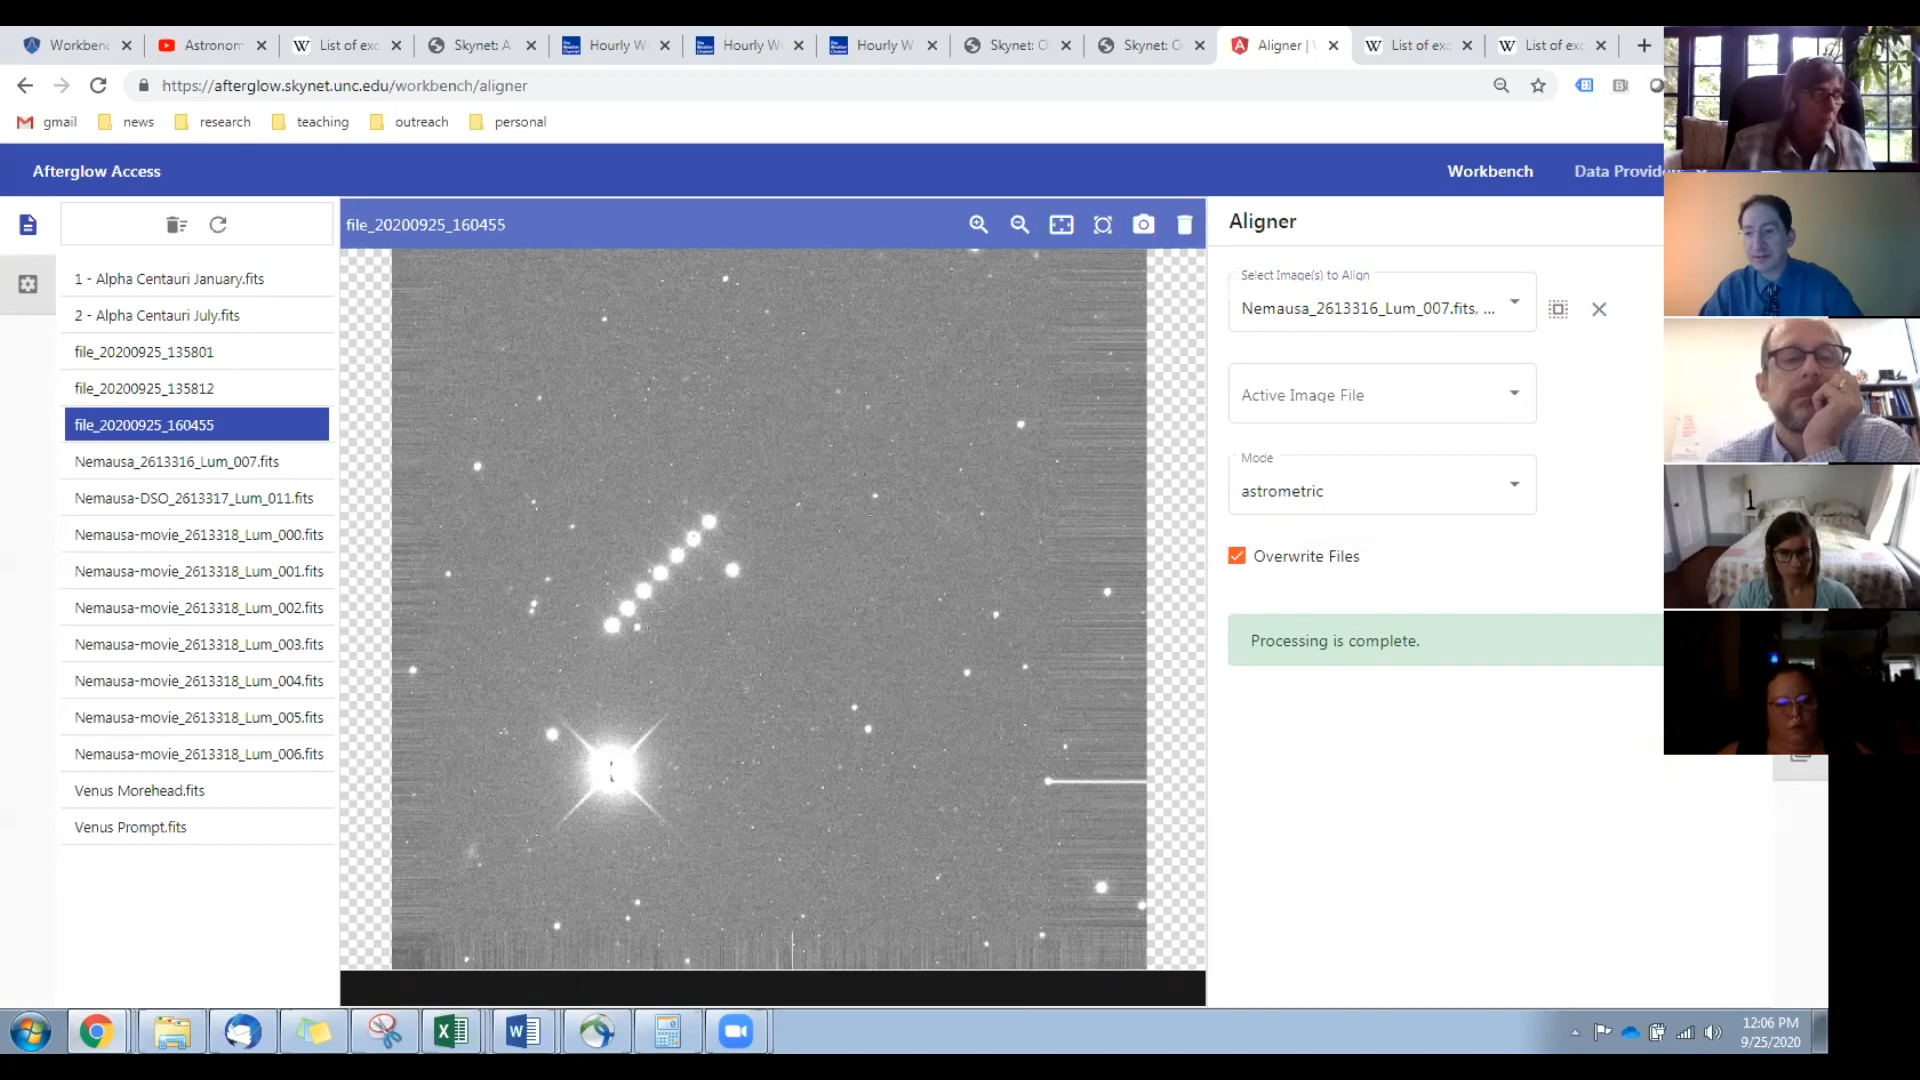 Workbenc
Astronom
List of exc
Skynet: A
Hourly W
Hourly W
Hourly W
Skynet: O
Skynet: O
Aligner |
List of exc
List of exc
https://afterglow.skynet.unc.edu/workbench/aligner
gmail
news
research
teaching
outreach
personal
Afterglow Access
Workbench
Data Provid
file_20200925_160455
Aligner
1 - Alpha Centauri January.fits
2 - Alpha Centauri July.fits
file_20200925_135801
file_20200925_135812
file_20200925_160455
Nemausa_2613316_Lum_007.fits
Nemausa-DSO_2613317_Lum_011.fits
Nemausa-movie_2613318_Lum_000.fits
Nemausa-movie_2613318_Lum_001.fits
Nemausa-movie_2613318_Lum_002.fits
Nemausa-movie_2613318_Lum_003.fits
Nemausa-movie_2613318_Lum_004.fits
Nemausa-movie_2613318_Lum_005.fits
Nemausa-movie_2613318_Lum_006.fits
Venus Morehead.fits
Venus Prompt.fits
Select Image(s) to Align
Nemausa_2613316_Lum_007.fits, ...
Active Image File
Mode
astrometric
Overwrite Files
Processing is complete.
12:06 PM
9/25/2020